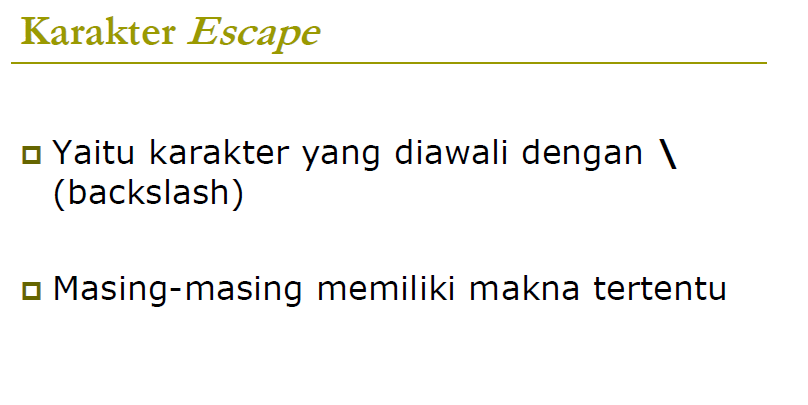 Karakter Escape
Yaitu karakter yang diawali dengan \
(backslash)
Masing-masing memiliki makna tertentu